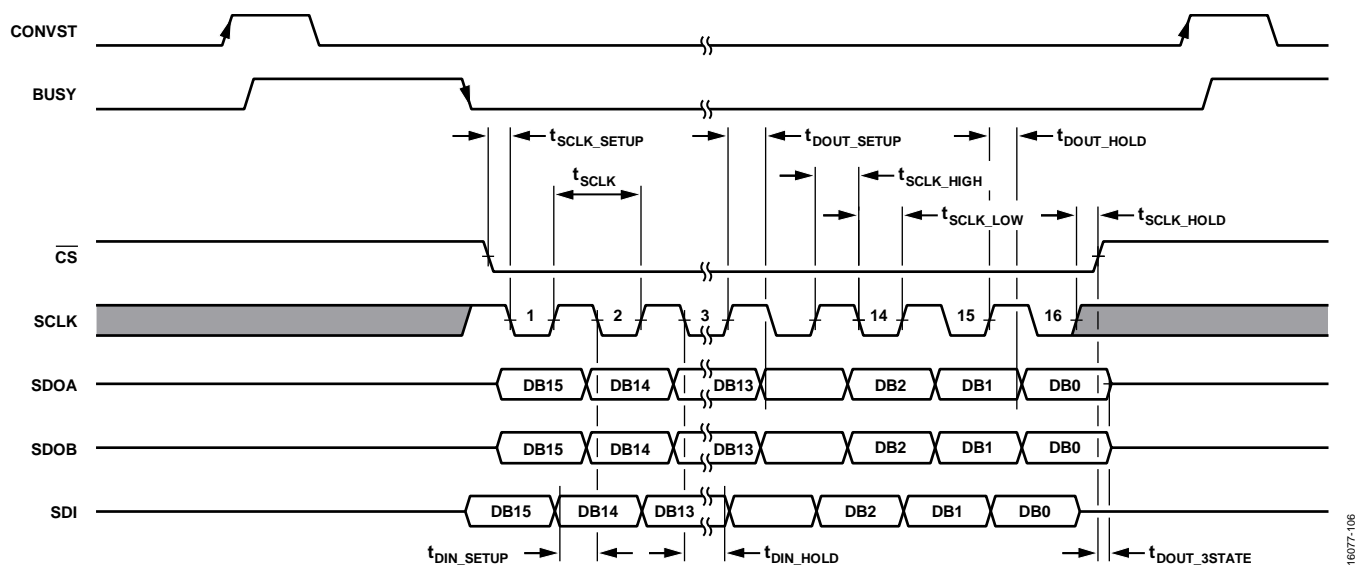 CONVST
BUSY
tSCLK_SETUP
tDOUT_SETUP
tDOUT_HOLD
tSCLK
tSCLK_HIGH
tSCLK_LOW
tSCLK_HOLD
CS
SCLK 1 2 3 14 15 16
SDOA DB15 DB14 DB13 DB2 DB1 DB0
SDOB DB15 DB14 DB13 DB2 DB1 DB0
SDI DB15 DB14 DB13 DB2 DB1 DB0
tDIN_SETUP
tDIN_HOLD
tDOUT_3STATE
16077-106